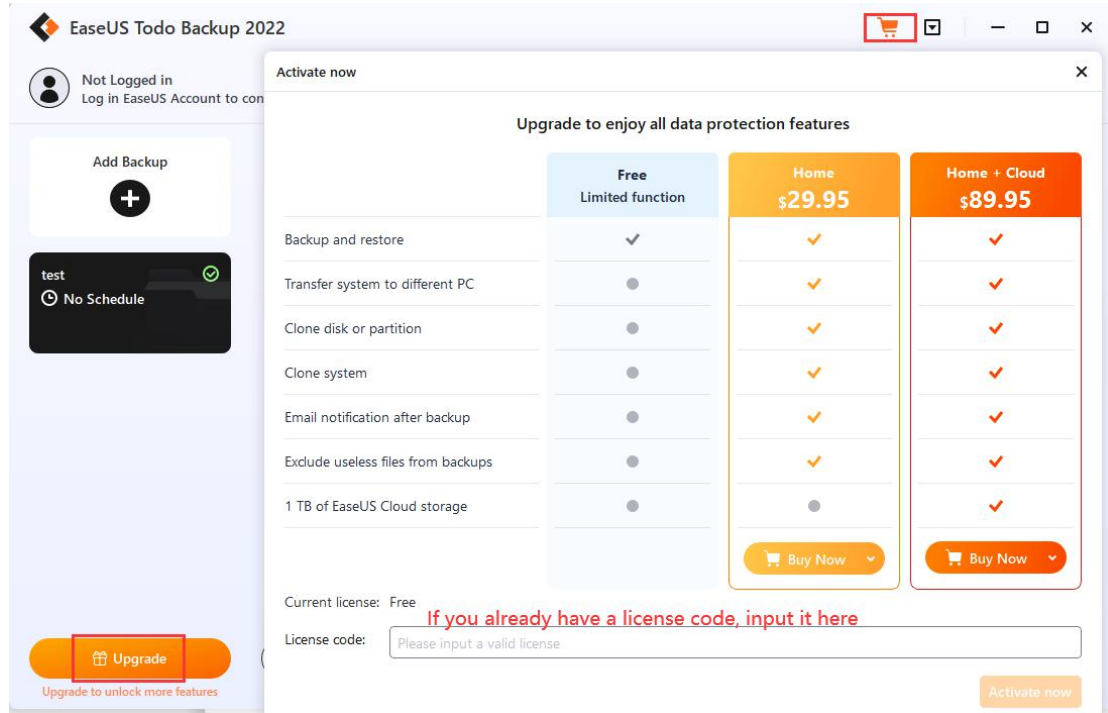 EaseUS Todo Backup 2022
Not Logged in
Log in EaseUS Account to con
Add Backup
test
No Schedule
Upgrade
Upgrade to unlock more features
Activate now
Upgrade to enjoy all data protection features
Free
Limited function
Home
$29.95
Home + Cloud
$89.95
Backup and restore
Transfer system to different PC
Clone disk or partition
Clone system
Email notification after backup
Exclude useless files from backups
1 TB of EaseUS Cloud storage
Buy Now
Buy Now
Current license: Free
If you already have a license code, input it here
License code:
Please input a valid license
Activate now